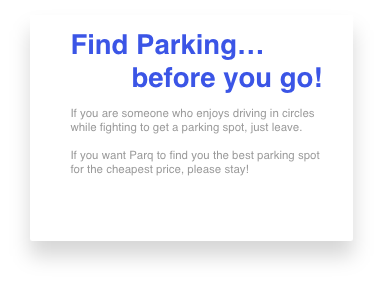 Find Parking...
before you go!
If you are someone who enjoys driving in circles
while fighting to get a parking spot, just leave.
If you want Parq to find you the best parking spot
for the cheapest price, please stay!